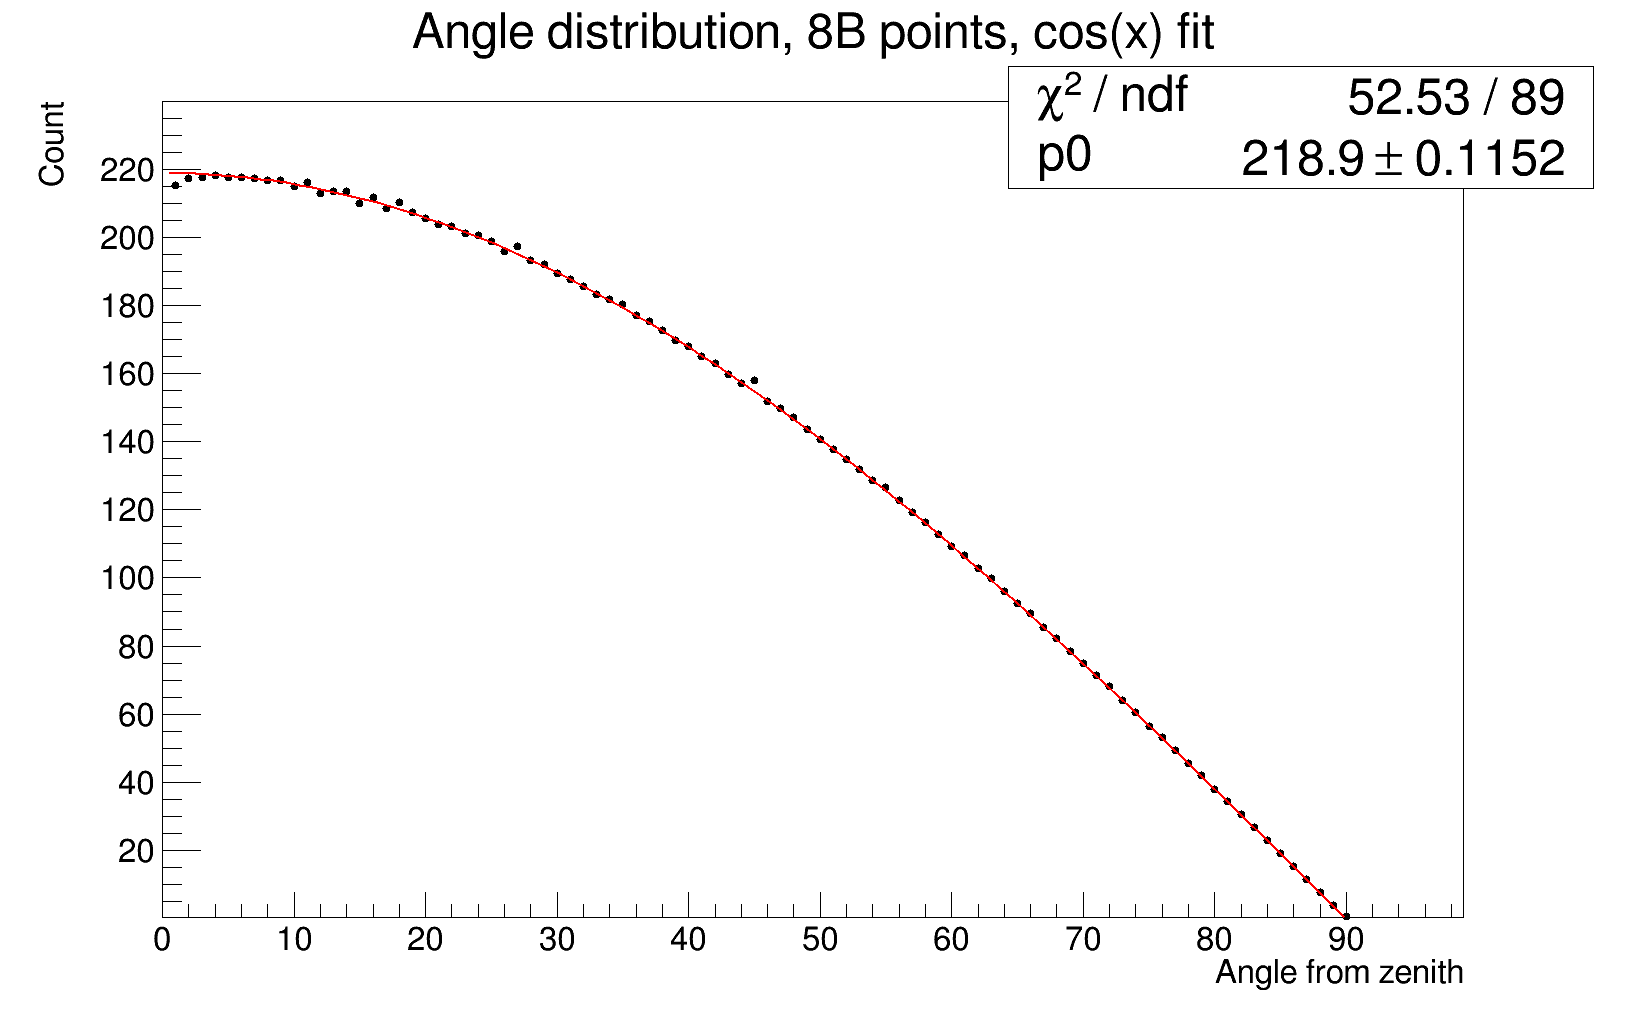 Angle distribution, 8B points, cos(x) fit
χ² / ndf 52.53 / 89
p0 218.9 ± 0.1152
Count
220
200
180
160
140
120
100
80
60
40
20
0 10 20 30 40 50 60 70 80 90
Angle from zenith